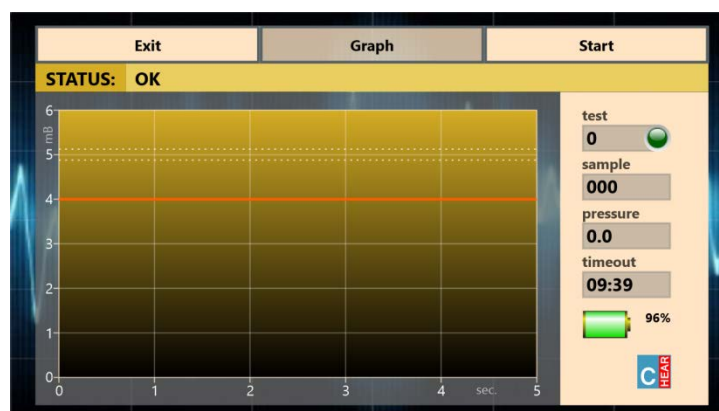 Exit Graph Start
STATUS: OK
6
mB
5
4
3
2
1
0
0 1 2 3 4 sec. 5
test
0
sample
000
pressure
0.0
timeout
09:39
96%
C HEAR